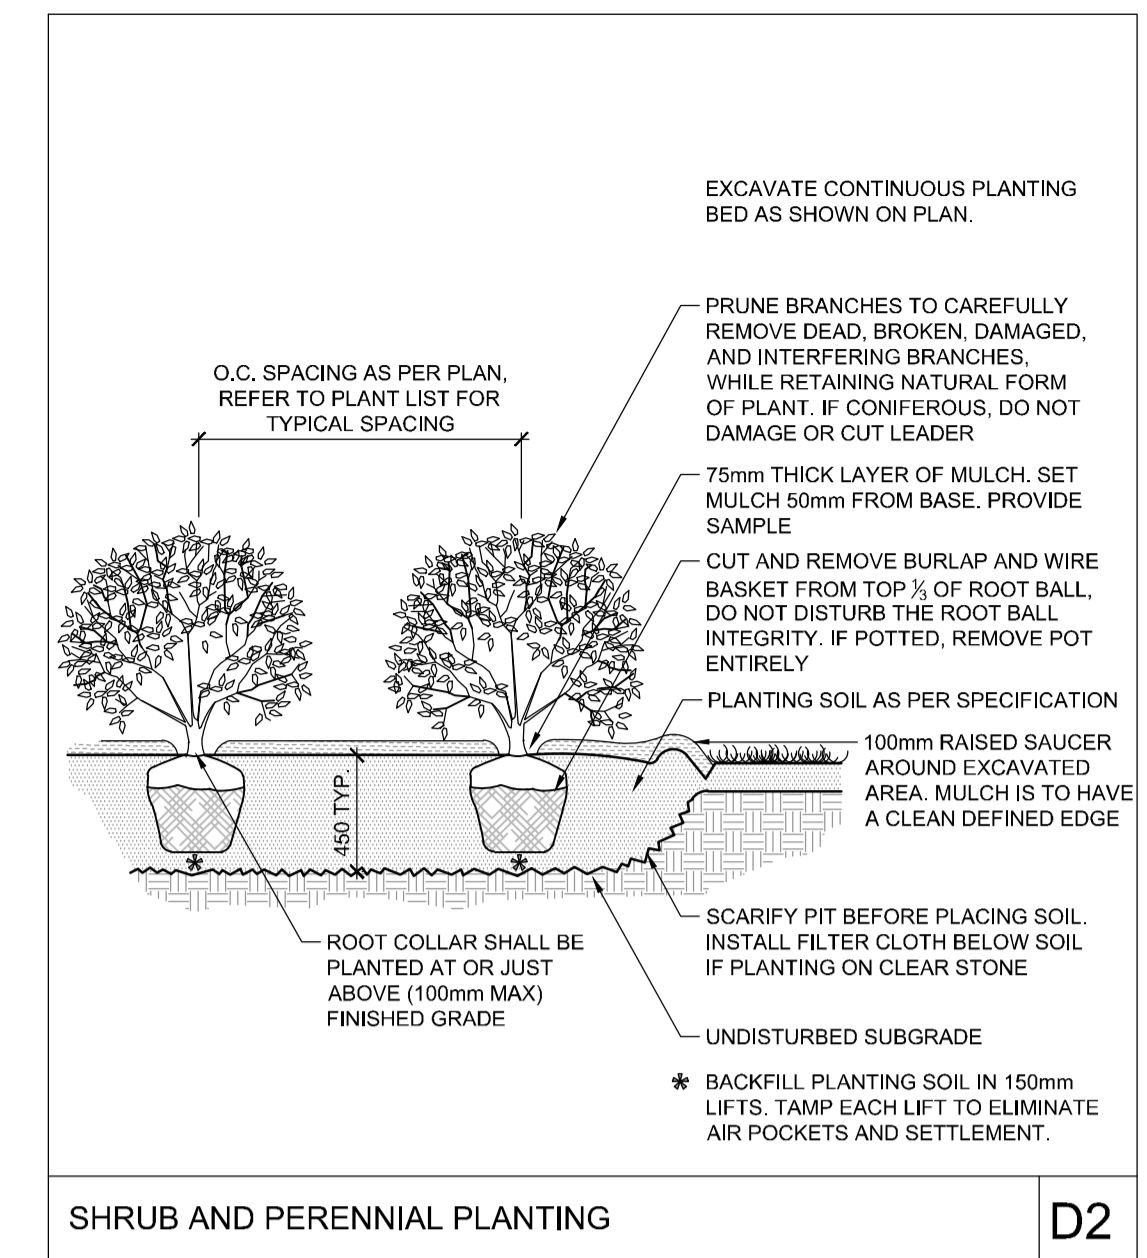 EXCAVATE CONTINUOUS PLANTING
BED AS SHOWN ON PLAN.
PRUNE BRANCHES TO CAREFULLY
REMOVE DEAD, BROKEN, DAMAGED,
AND INTERFERING BRANCHES,
WHILE RETAINING NATURAL FORM
OF PLANT. IF CONIFEROUS, DO NOT
DAMAGE OR CUT LEADER
O.C. SPACING AS PER PLAN,
REFER TO PLANT LIST FOR
TYPICAL SPACING
75mm THICK LAYER OF MULCH. SET
MULCH 50mm FROM BASE. PROVIDE
SAMPLE
CUT AND REMOVE BURLAP AND WIRE
BASKET FROM TOP ⅓ OF ROOT BALL,
DO NOT DISTURB THE ROOT BALL
INTEGRITY. IF POTTED, REMOVE POT
ENTIRELY
PLANTING SOIL AS PER SPECIFICATION
100mm RAISED SAUCER
AROUND EXCAVATED
AREA. MULCH IS TO HAVE
A CLEAN DEFINED EDGE
450 TYP.
SCARIFY PIT BEFORE PLACING SOIL.
INSTALL FILTER CLOTH BELOW SOIL
IF PLANTING ON CLEAR STONE
ROOT COLLAR SHALL BE
PLANTED AT OR JUST
ABOVE (100mm MAX)
FINISHED GRADE
UNDISTURBED SUBGRADE
* BACKFILL PLANTING SOIL IN 150mm
LIFTS. TAMP EACH LIFT TO ELIMINATE
AIR POCKETS AND SETTLEMENT.
SHRUB AND PERENNIAL PLANTING
D2